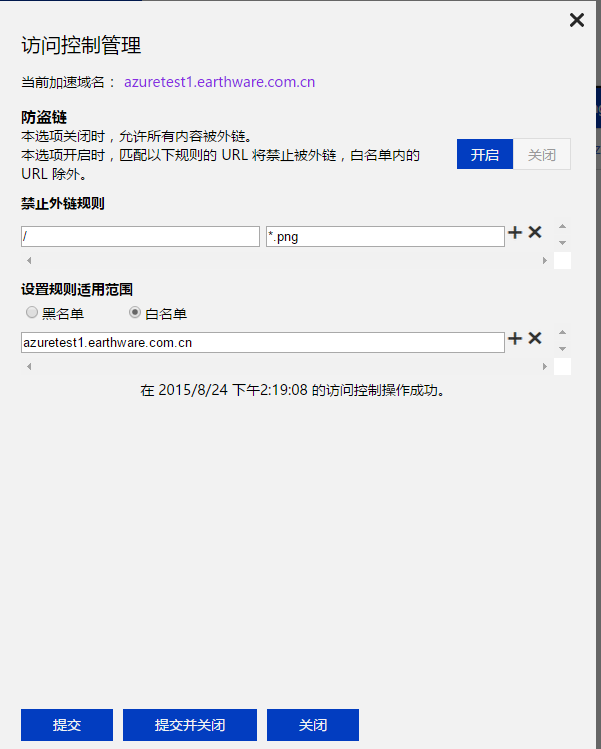 访问控制管理
当前加速域名： azuretest1.earthware.com.cn
防盗链
本选项关闭时，允许所有内容被外链。
本选项开启时，匹配以下规则的 URL 将禁止被外链，白名单内的
URL 除外。
开启 关闭
禁止外链规则
/ *.png
设置规则适用范围
黑名单 白名单
azuretest1.earthware.com.cn
在 2015/8/24 下午2:19:08 的访问控制操作成功。
提交 提交并关闭 关闭